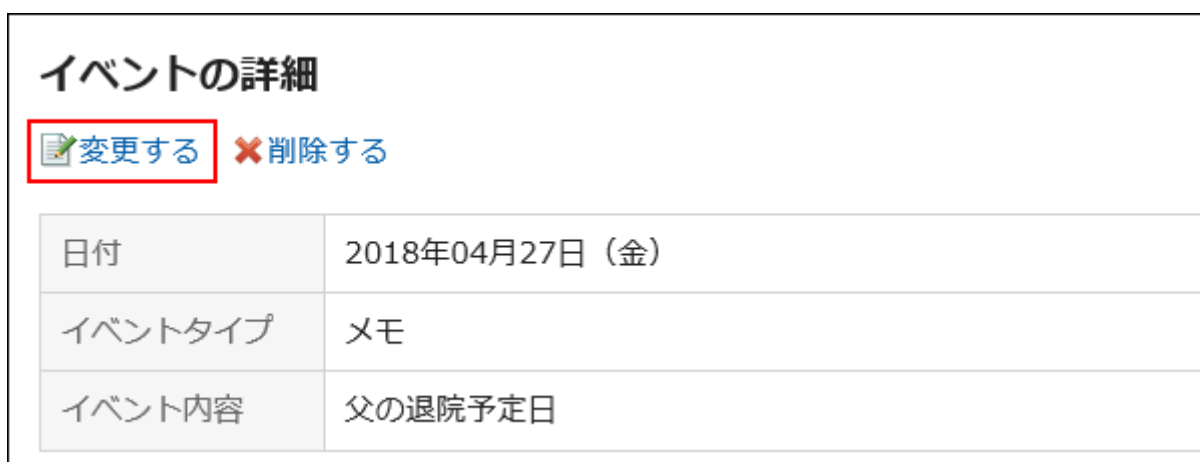 イベントの詳細
変更する 削除する
日付 2018年04月27日（金）
イベントタイプ メモ
イベント内容 父の退院予定日